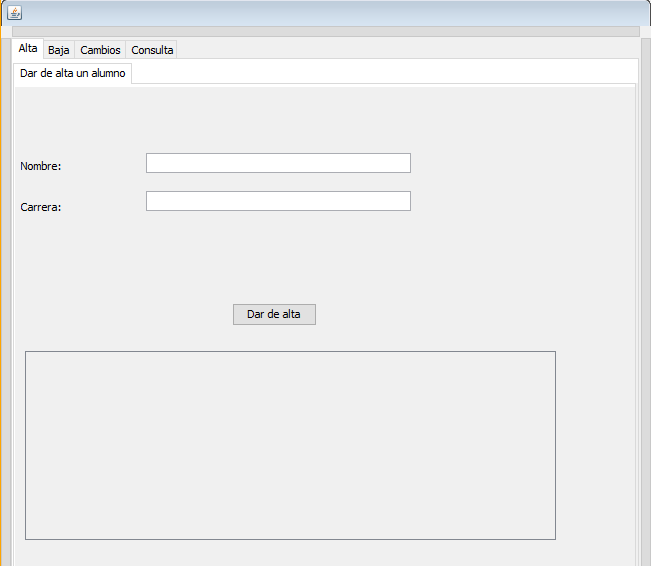 Alta Baja Cambios Consulta
Dar de alta un alumno
Nombre:
Carrera:
Dar de alta